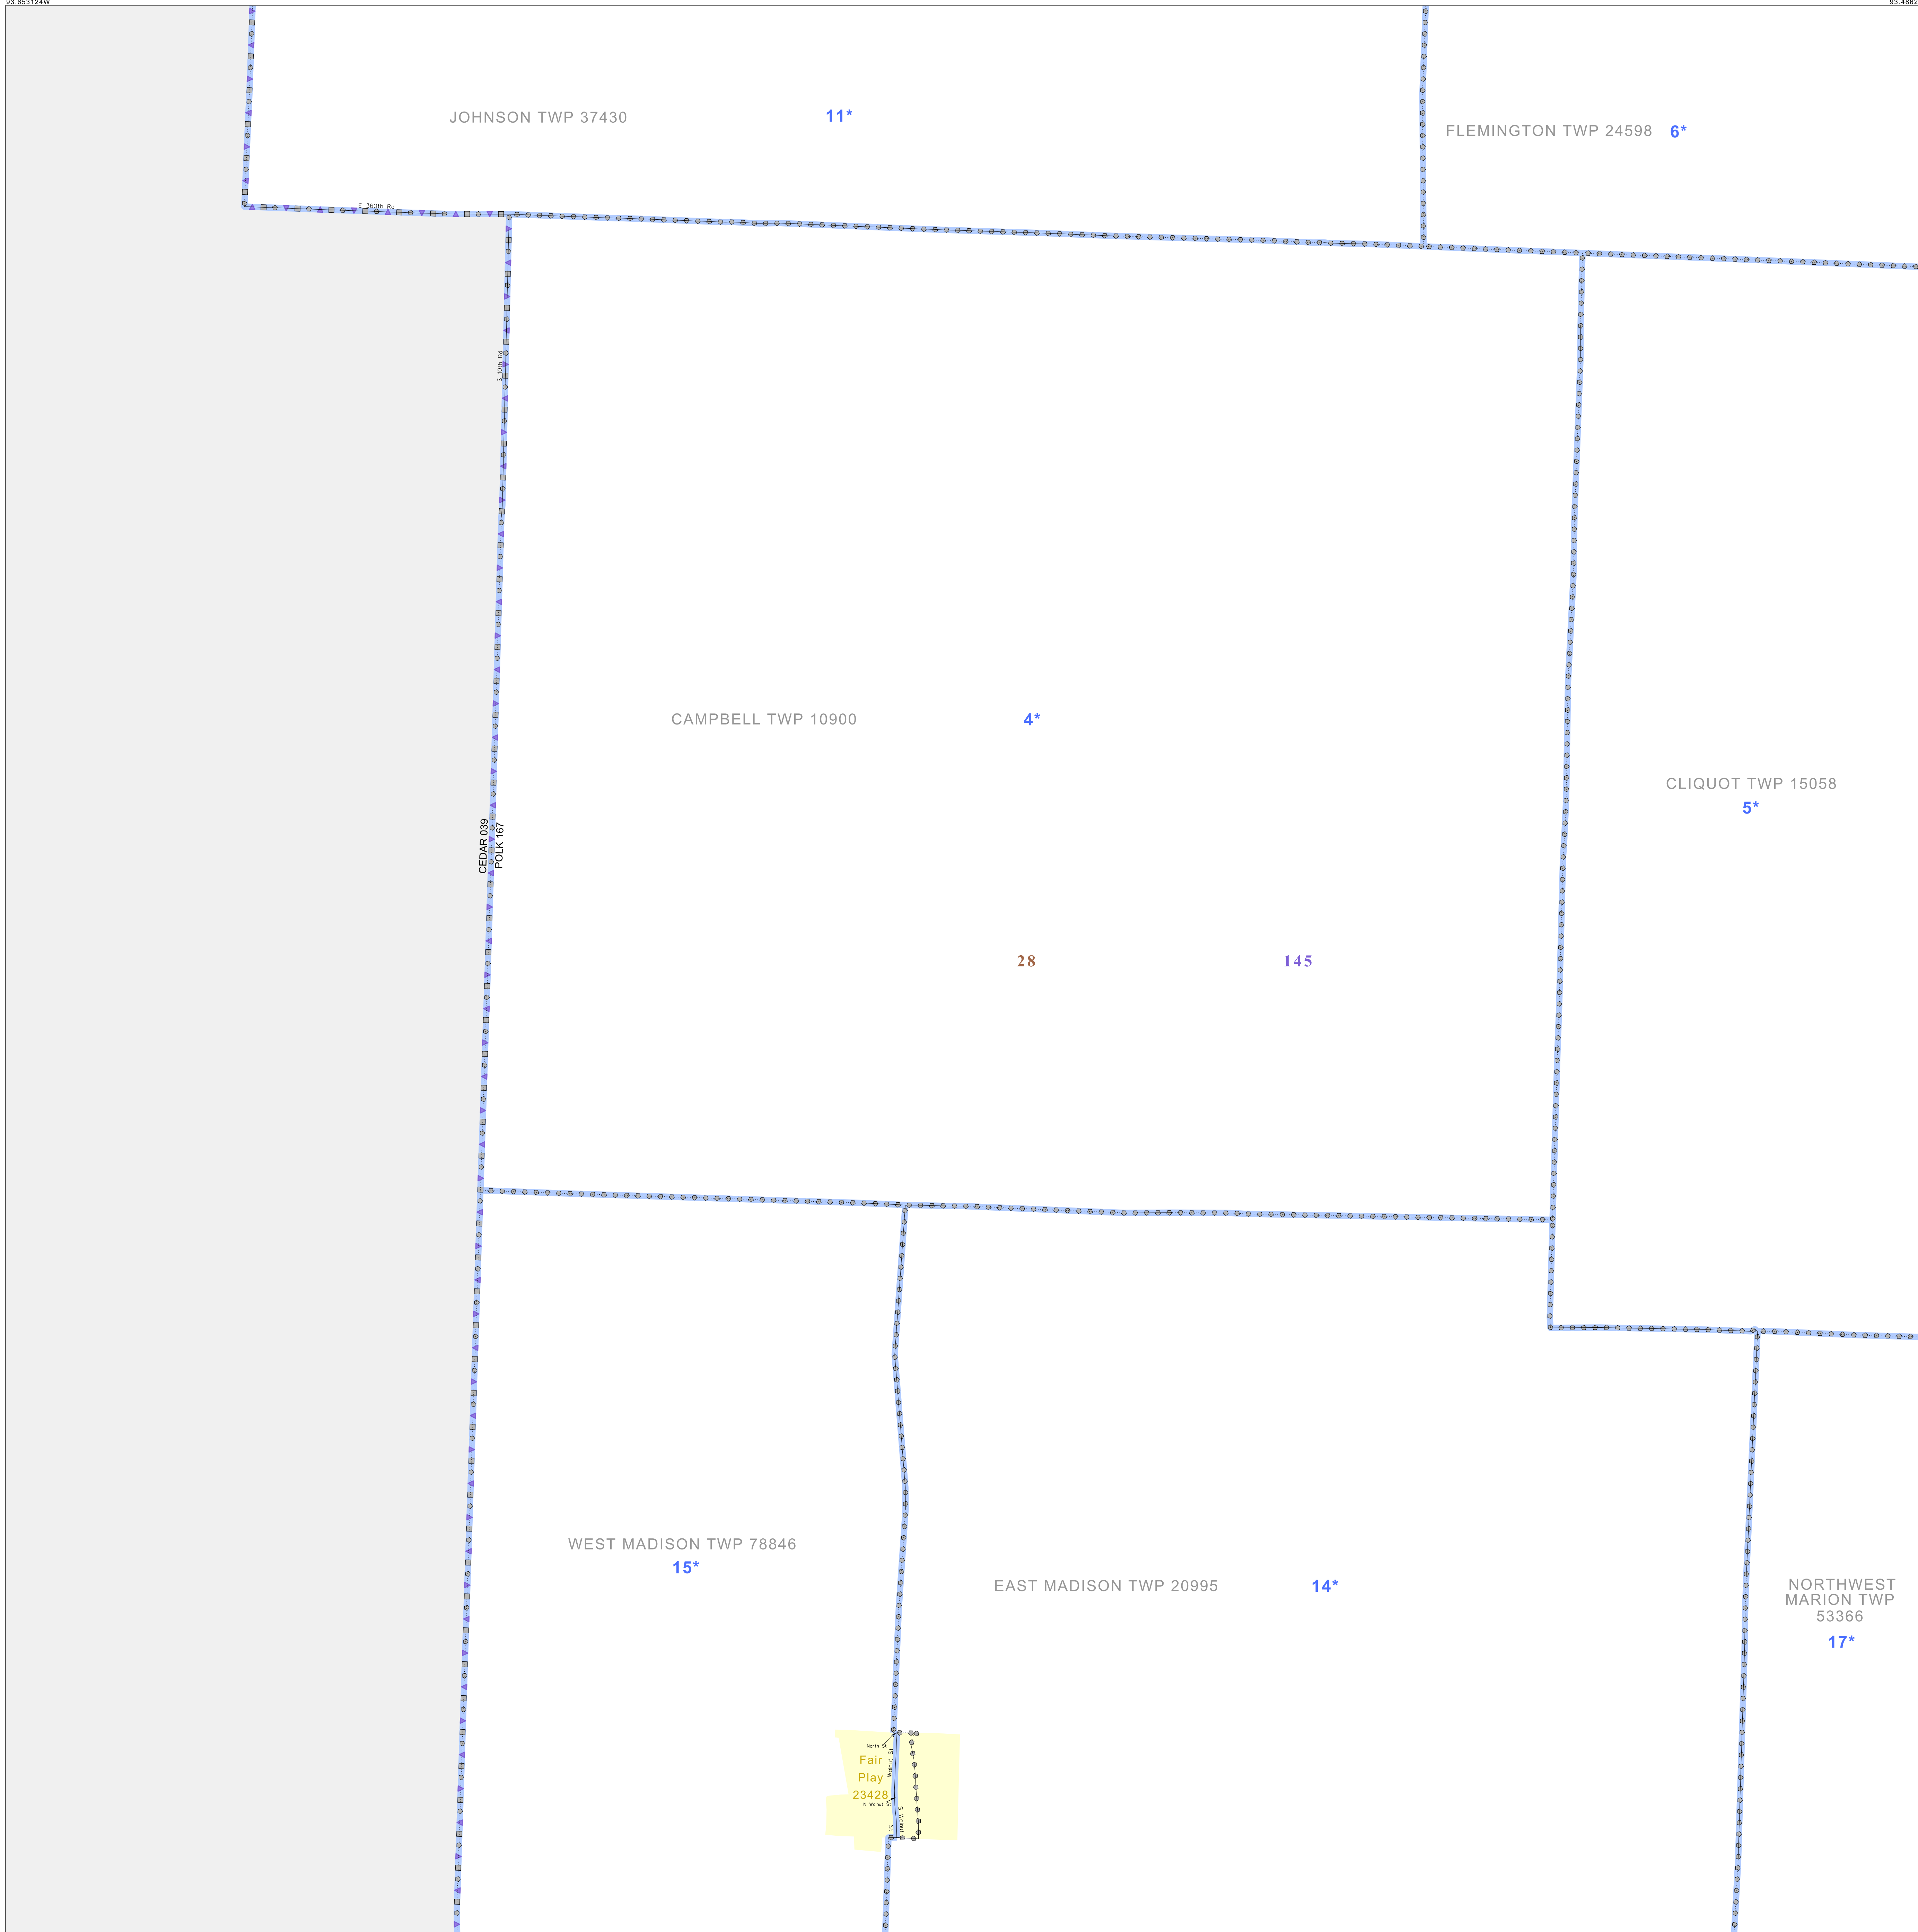 93.653124W
93.4862
JOHNSON TWP 37430
11*
FLEMINGTON TWP 24598
6*
E 360th Rd
S 10th Rd
CAMPBELL TWP 10900
4*
CLIQUOT TWP 15058
5*
CEDAR 039
POLK 167
28
145
WEST MADISON TWP 78846
15*
EAST MADISON TWP 20995
14*
NORTHWEST
MARION TWP
53366
17*
North St
Walnut St
Fair
Play
23428
N Walnut St
S Walnut
St